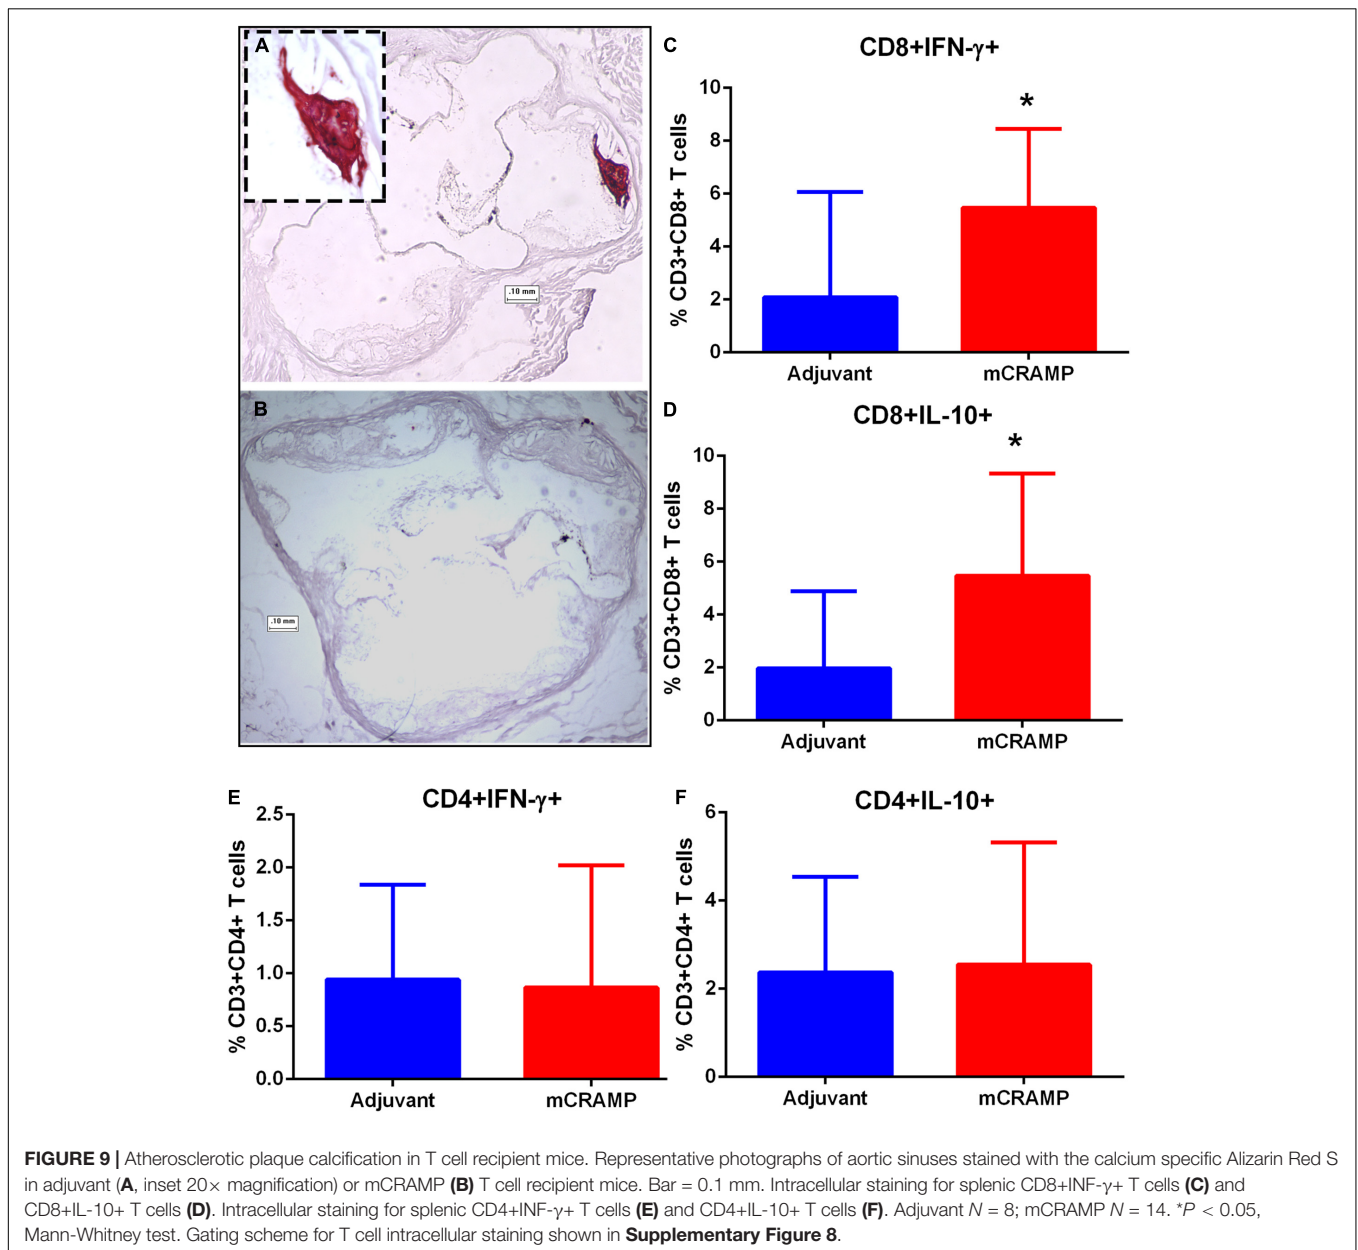 A
.10 mm
B
.10 mm
C
CD8+IFN-γ+
% CD3+CD8+ T cells
10
8
6
4
2
0
*
Adjuvant mCRAMP
D
CD8+IL-10+
% CD3+CD8+ T cells
10
8
6
4
2
0
*
Adjuvant mCRAMP
E
CD4+IFN-γ+
% CD3+CD4+ T cells
2.5
2.0
1.5
1.0
0.5
0.0
Adjuvant mCRAMP
F
CD4+IL-10+
% CD3+CD4+ T cells
6
4
2
0
Adjuvant mCRAMP
FIGURE 9 | Atherosclerotic plaque calcification in T cell recipient mice. Representative photographs of aortic sinuses stained with the calcium specific Alizarin Red S
in adjuvant (A, inset 20× magnification) or mCRAMP (B) T cell recipient mice. Bar = 0.1 mm. Intracellular staining for splenic CD8+INF-γ+ T cells (C) and
CD8+IL-10+ T cells (D). Intracellular staining for splenic CD4+INF-γ+ T cells (E) and CD4+IL-10+ T cells (F). Adjuvant N = 8; mCRAMP N = 14. *P < 0.05,
Mann-Whitney test. Gating scheme for T cell intracellular staining shown in Supplementary Figure 8.